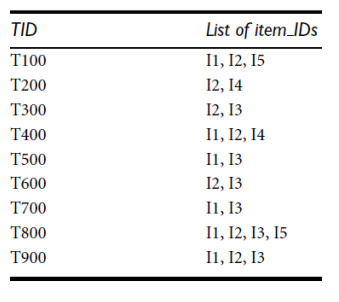 TID List of item_IDs
T100 I1, I2, I5
T200 I2, I4
T300 I2, I3
T400 I1, I2, I4
T500 I1, I3
T600 I2, I3
T700 I1, I3
T800 I1, I2, I3, I5
T900 I1, I2, I3